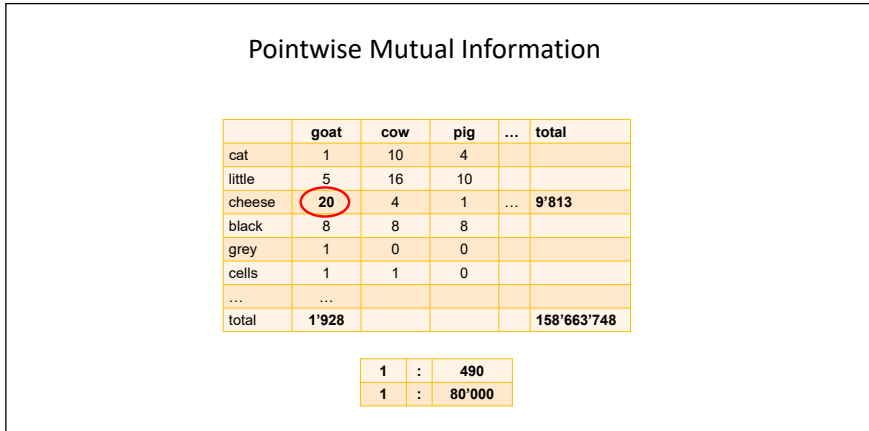 Pointwise Mutual Information
goat cow pig … total
cat 1 10 4
little 5 16 10
cheese 20 4 1 … 9’813
black 8 8 8
grey 1 0 0
cells 1 1 0
… …
total 1’928 158’663’748
1 : 490
1 : 80’000